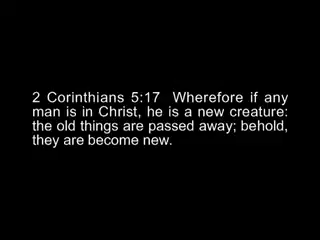 2 Corinthians 5:17  Wherefore if any
man is in Christ, he is a new creature:
the old things are passed away; behold,
they are become new.